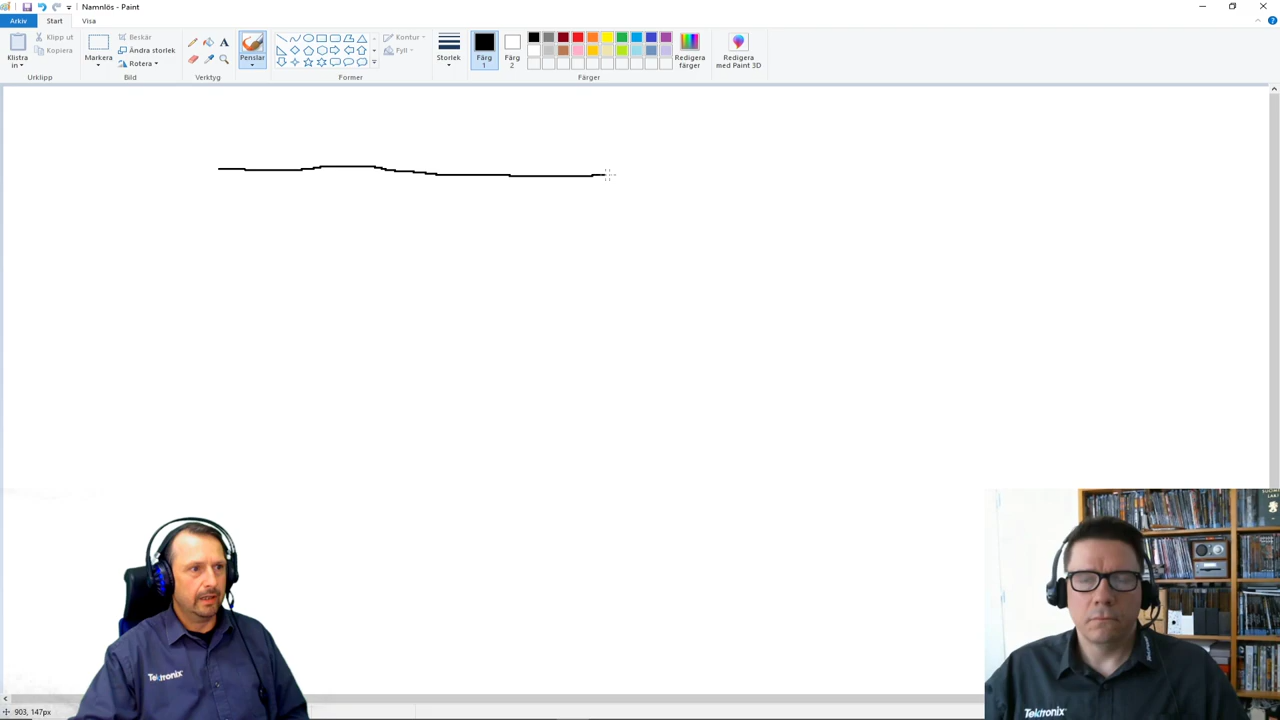 Namnlös - Paint
Arkiv Start Visa
Klistra in
Klipp ut
Kopiera
Urklipp
Markera
Beskär
Ändra storlek
Rotera
Bild
A
Verktyg
Penslar
Kontur
Fyll
Former
Storlek
Färg 1
Färg 2
Redigera färger
Färger
Redigera med Paint 3D
Tektronix
SUOMEN LAKI
Tektronix
903, 147px